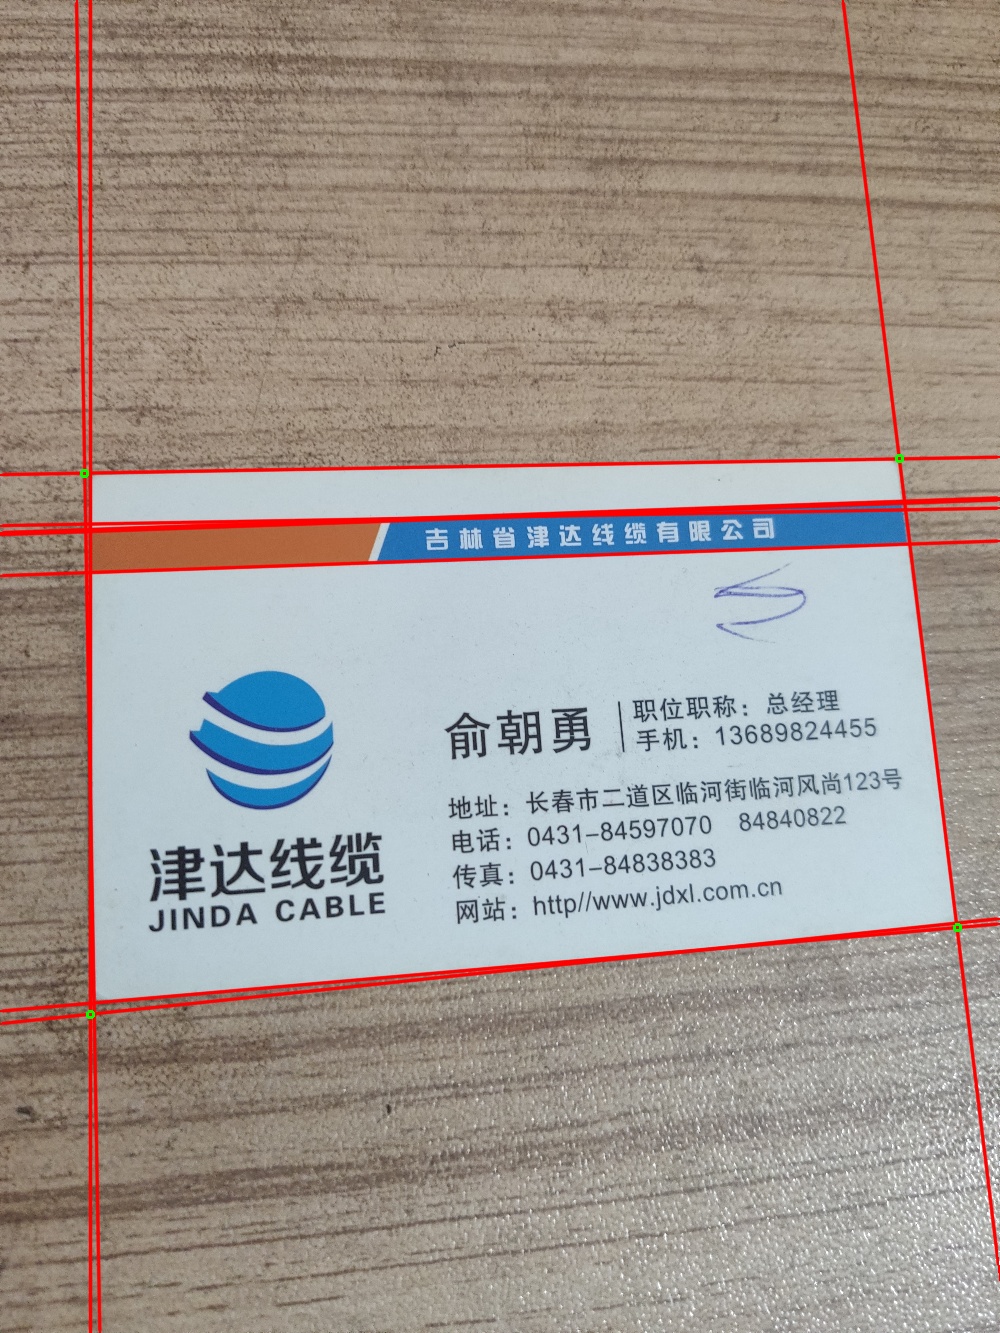 吉林省津达线缆有限公司
津达线缆
JINDA CABLE
俞朝勇
职位职称：总经理
手机：13689824455
地址：长春市二道区临河街临河风尚123号
电话：0431-84597070 84840822
传真：0431-84838383
网站：http//www.jdxl.com.cn